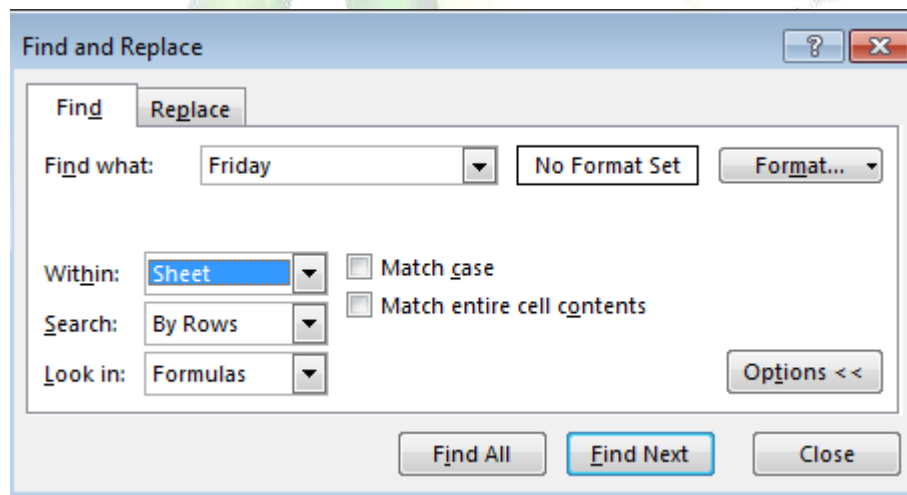 Find and Replace
Find Replace
Find what: Friday No Format Set Format...
Within: Sheet Match case
Match entire cell contents
Search: By Rows
Look in: Formulas Options <<
Find All Find Next Close